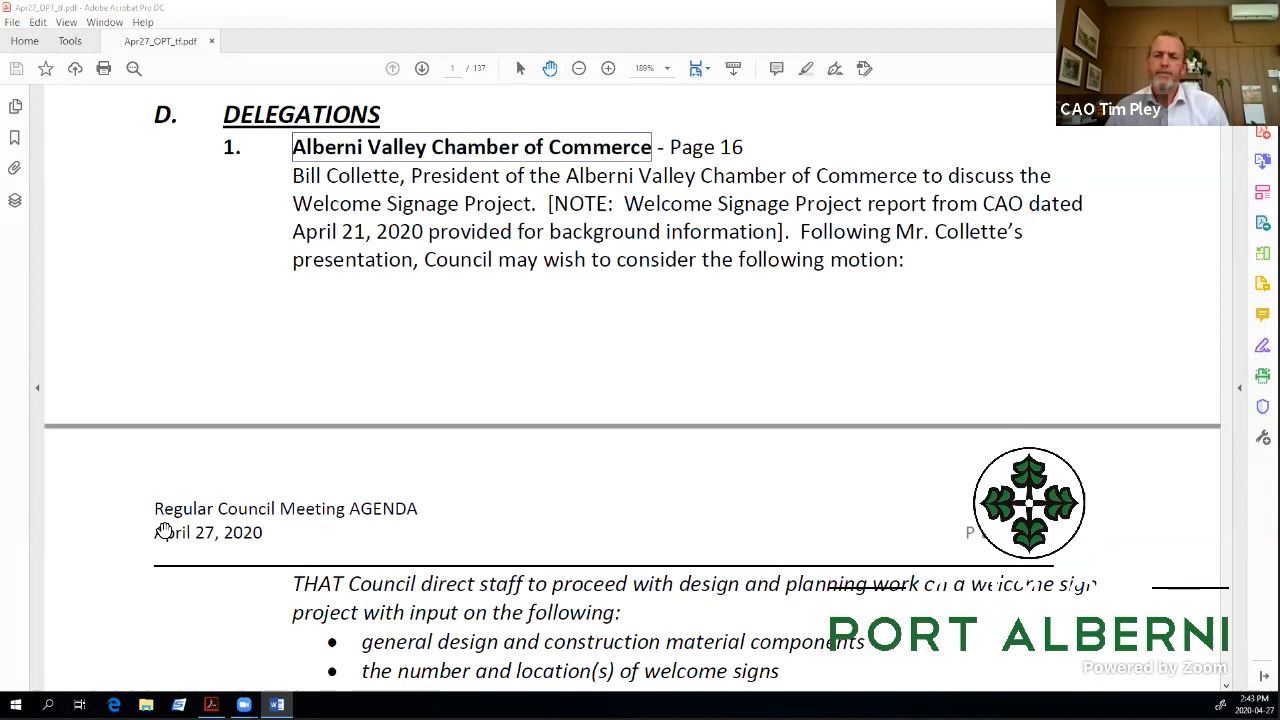 Apr27_OPT_tf.pdf - Adobe Acrobat Pro DC
File Edit View Window Help
Home Tools Apr27_OPT_tf.pdf ×
1 137 189%
CAO Tim Pley
D. DELEGATIONS
1. Alberni Valley Chamber of Commerce - Page 16
Bill Collette, President of the Alberni Valley Chamber of Commerce to discuss the
Welcome Signage Project. [NOTE: Welcome Signage Project report from CAO dated
April 21, 2020 provided for background information]. Following Mr. Collette’s
presentation, Council may wish to consider the following motion:
Regular Council Meeting AGENDA
April 27, 2020
THAT Council direct staff to proceed with design and planning work on a welcome sign
project with input on the following:
• general design and construction material components
• the number and location(s) of welcome signs
PORT ALBERNI
Powered by Zoom
2:43 PM
2020-04-27